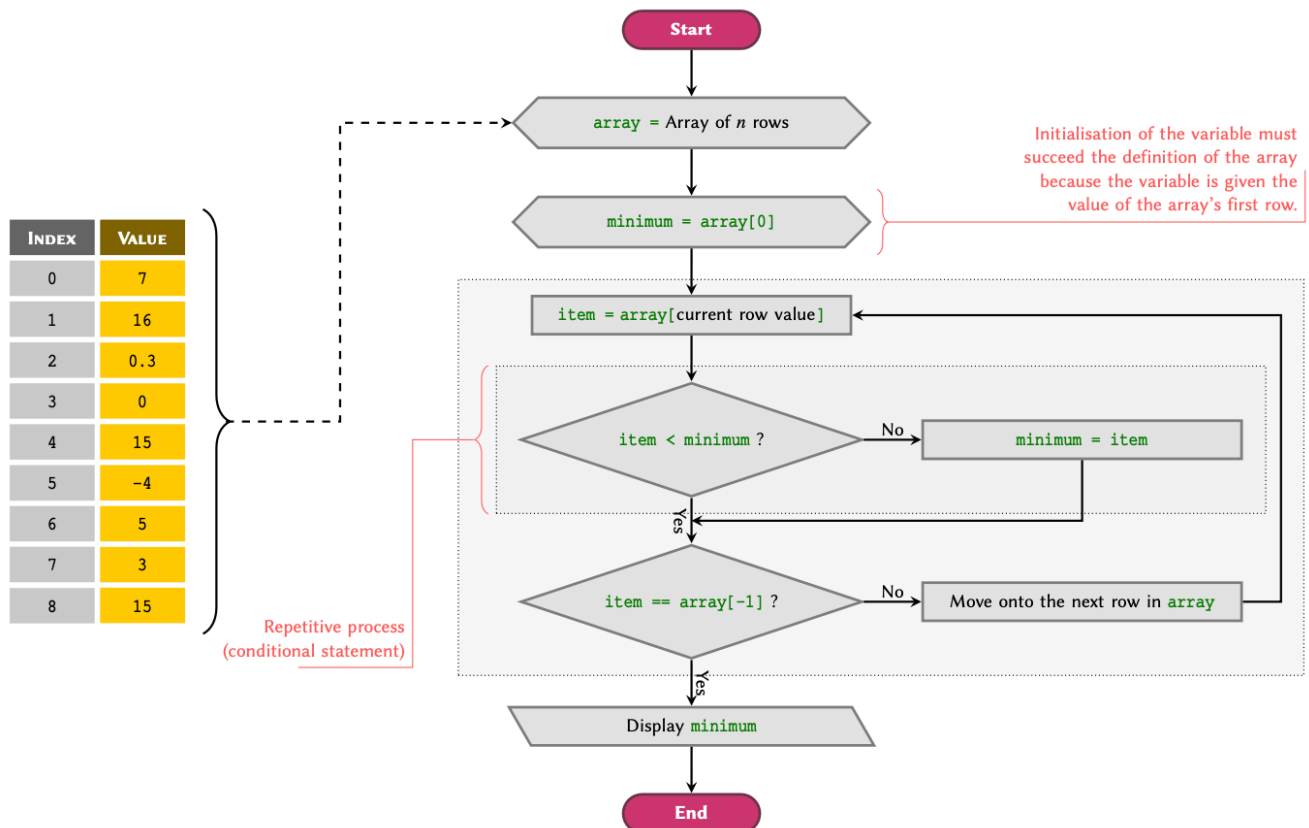 Start
array = Array of n rows
Initialisation of the variable must
succeed the definition of the array
because the variable is given the
value of the array's first row.
minimum = array[0]
INDEX VALUE
0 7
1 16
2 0.3
3 0
4 15
5 -4
6 5
7 3
8 15
item = array[current row value]
item < minimum ?
No
minimum = item
Yes
item == array[-1] ?
No
Move onto the next row in array
Repetitive process
(conditional statement)
Yes
Display minimum
End